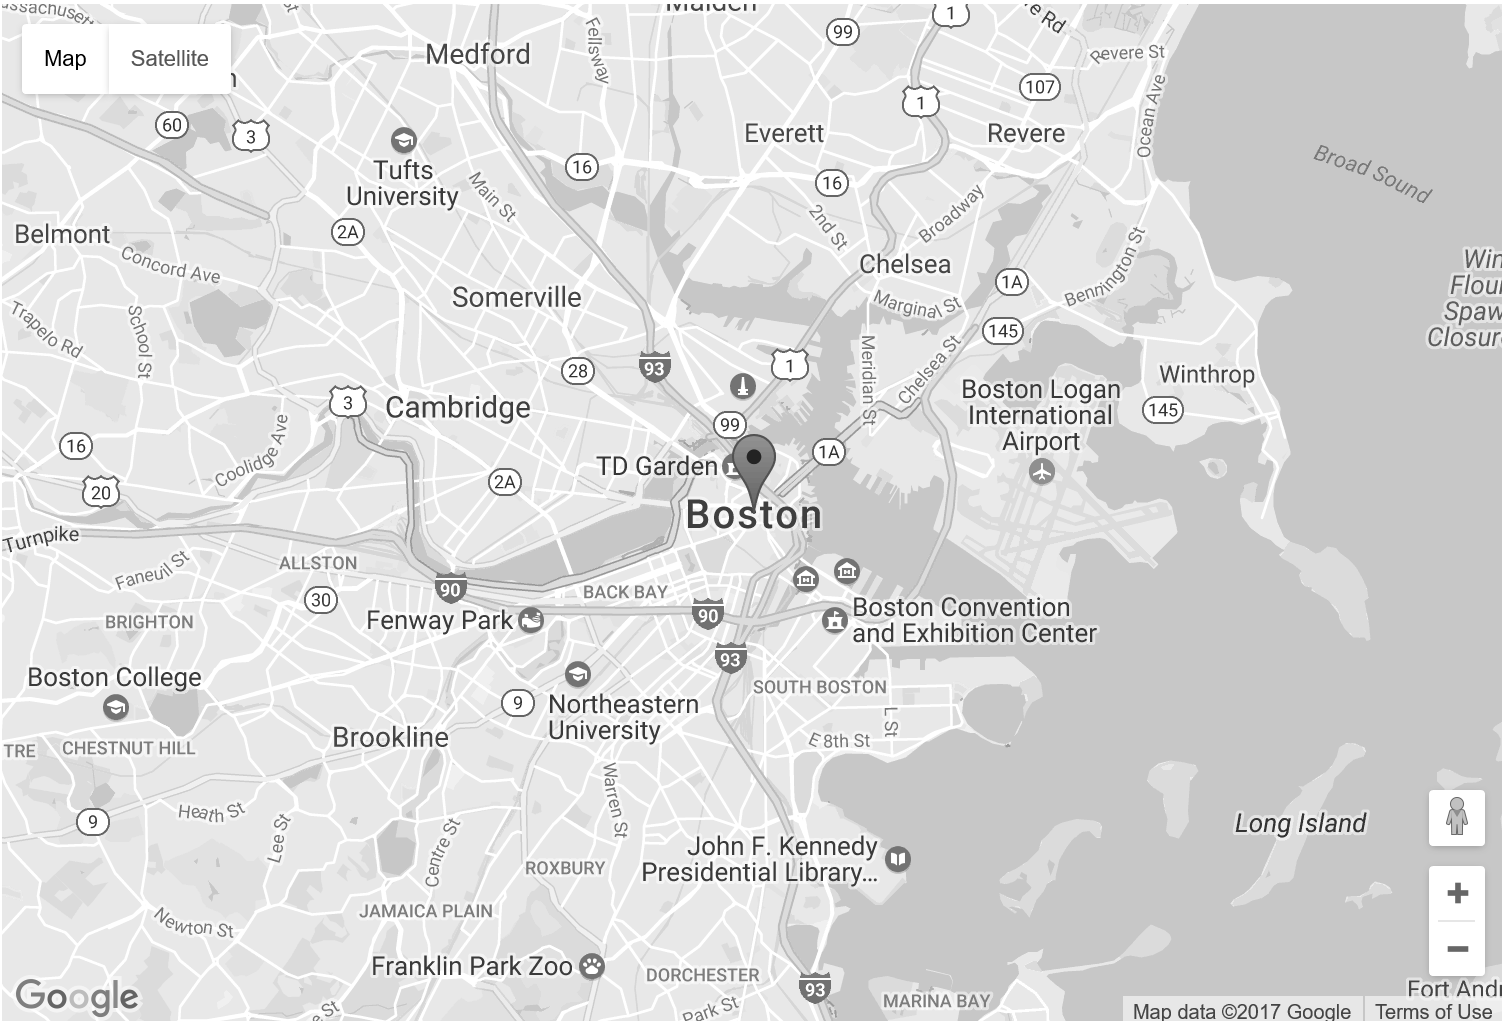 Malden
1
99
Revere St
Map
Satellite
Medford
Fellsway
107
1
Ocean Ave
60
3
Everett
Revere
16
Tufts
University
Main St
16
Broad Sound
2A
2nd St
Broadway
Belmont
Concord Ave
Chelsea
Bennington St
1A
Somerville
Marginal St
145
Trapelo Rd
School St
Meridian St
Chelsea St
28
93
1
Winthrop
Boston Logan
International
Airport
145
3
Cambridge
99
16
Coolidge Ave
1A
TD Garden
20
2A
Boston
Turnpike
ALLSTON
Faneuil St
90
BACK BAY
30
BRIGHTON
Fenway Park
90
Boston Convention
and Exhibition Center
93
Boston College
Northeastern
University
SOUTH BOSTON
9
L St
TRE
CHESTNUT HILL
Brookline
E 8th St
Warren St
Heath St
9
Lee St
Centre St
Long Island
John F. Kennedy
Presidential Library...
ROXBURY
JAMAICA PLAIN
Newton St
Franklin Park Zoo
DORCHESTER
93
MARINA BAY
Park St
Google
Map data ©2017 Google
Terms of Use